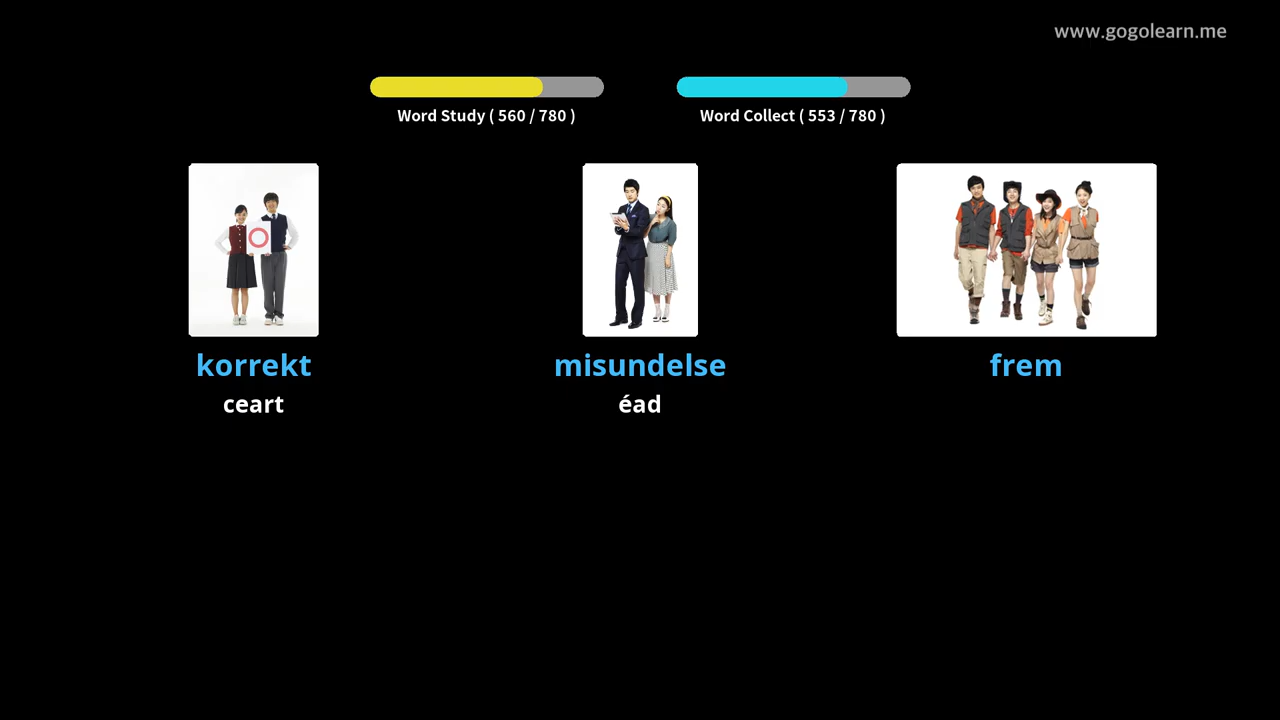 www.gogolearn.me
Word Study ( 560 / 780 )
Word Collect ( 553 / 780 )
korrekt
ceart
misundelse
éad
frem